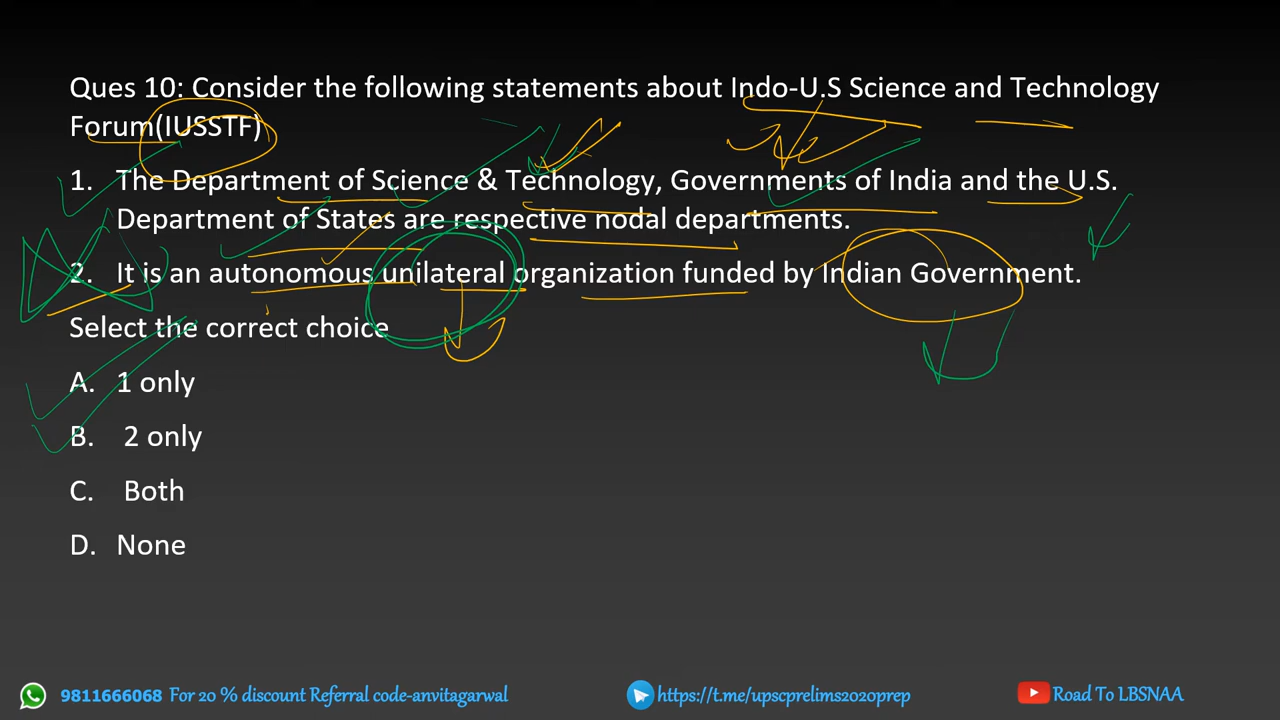 Ques 10: Consider the following statements about Indo-U.S Science and Technology
Forum(IUSSTF)
1. The Department of Science & Technology, Governments of India and the U.S.
Department of States are respective nodal departments.
2. It is an autonomous unilateral organization funded by Indian Government.
Select the correct choice
A. 1 only
B. 2 only
C. Both
D. None
9811666068 For 20 % discount Referral code-anvitagarwal
https://t.me/upscprelims2020prep
Road To LBSNAA